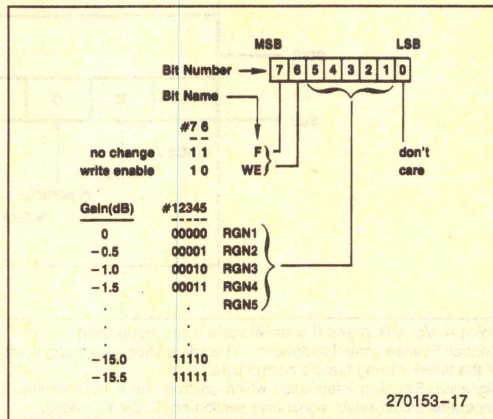 MSB LSB
Bit Number 7 6 5 4 3 2 1 0
Bit Name
#7 6
no change 1 1 F don't
write enable 1 0 WE care
Gain(dB) #12345
0 00000 RGN1
−0.5 00001 RGN2
−1.0 00010 RGN3
−1.5 00011 RGN4
. . RGN5
. .
−15.0 11110
−15.5 11111
270153–17